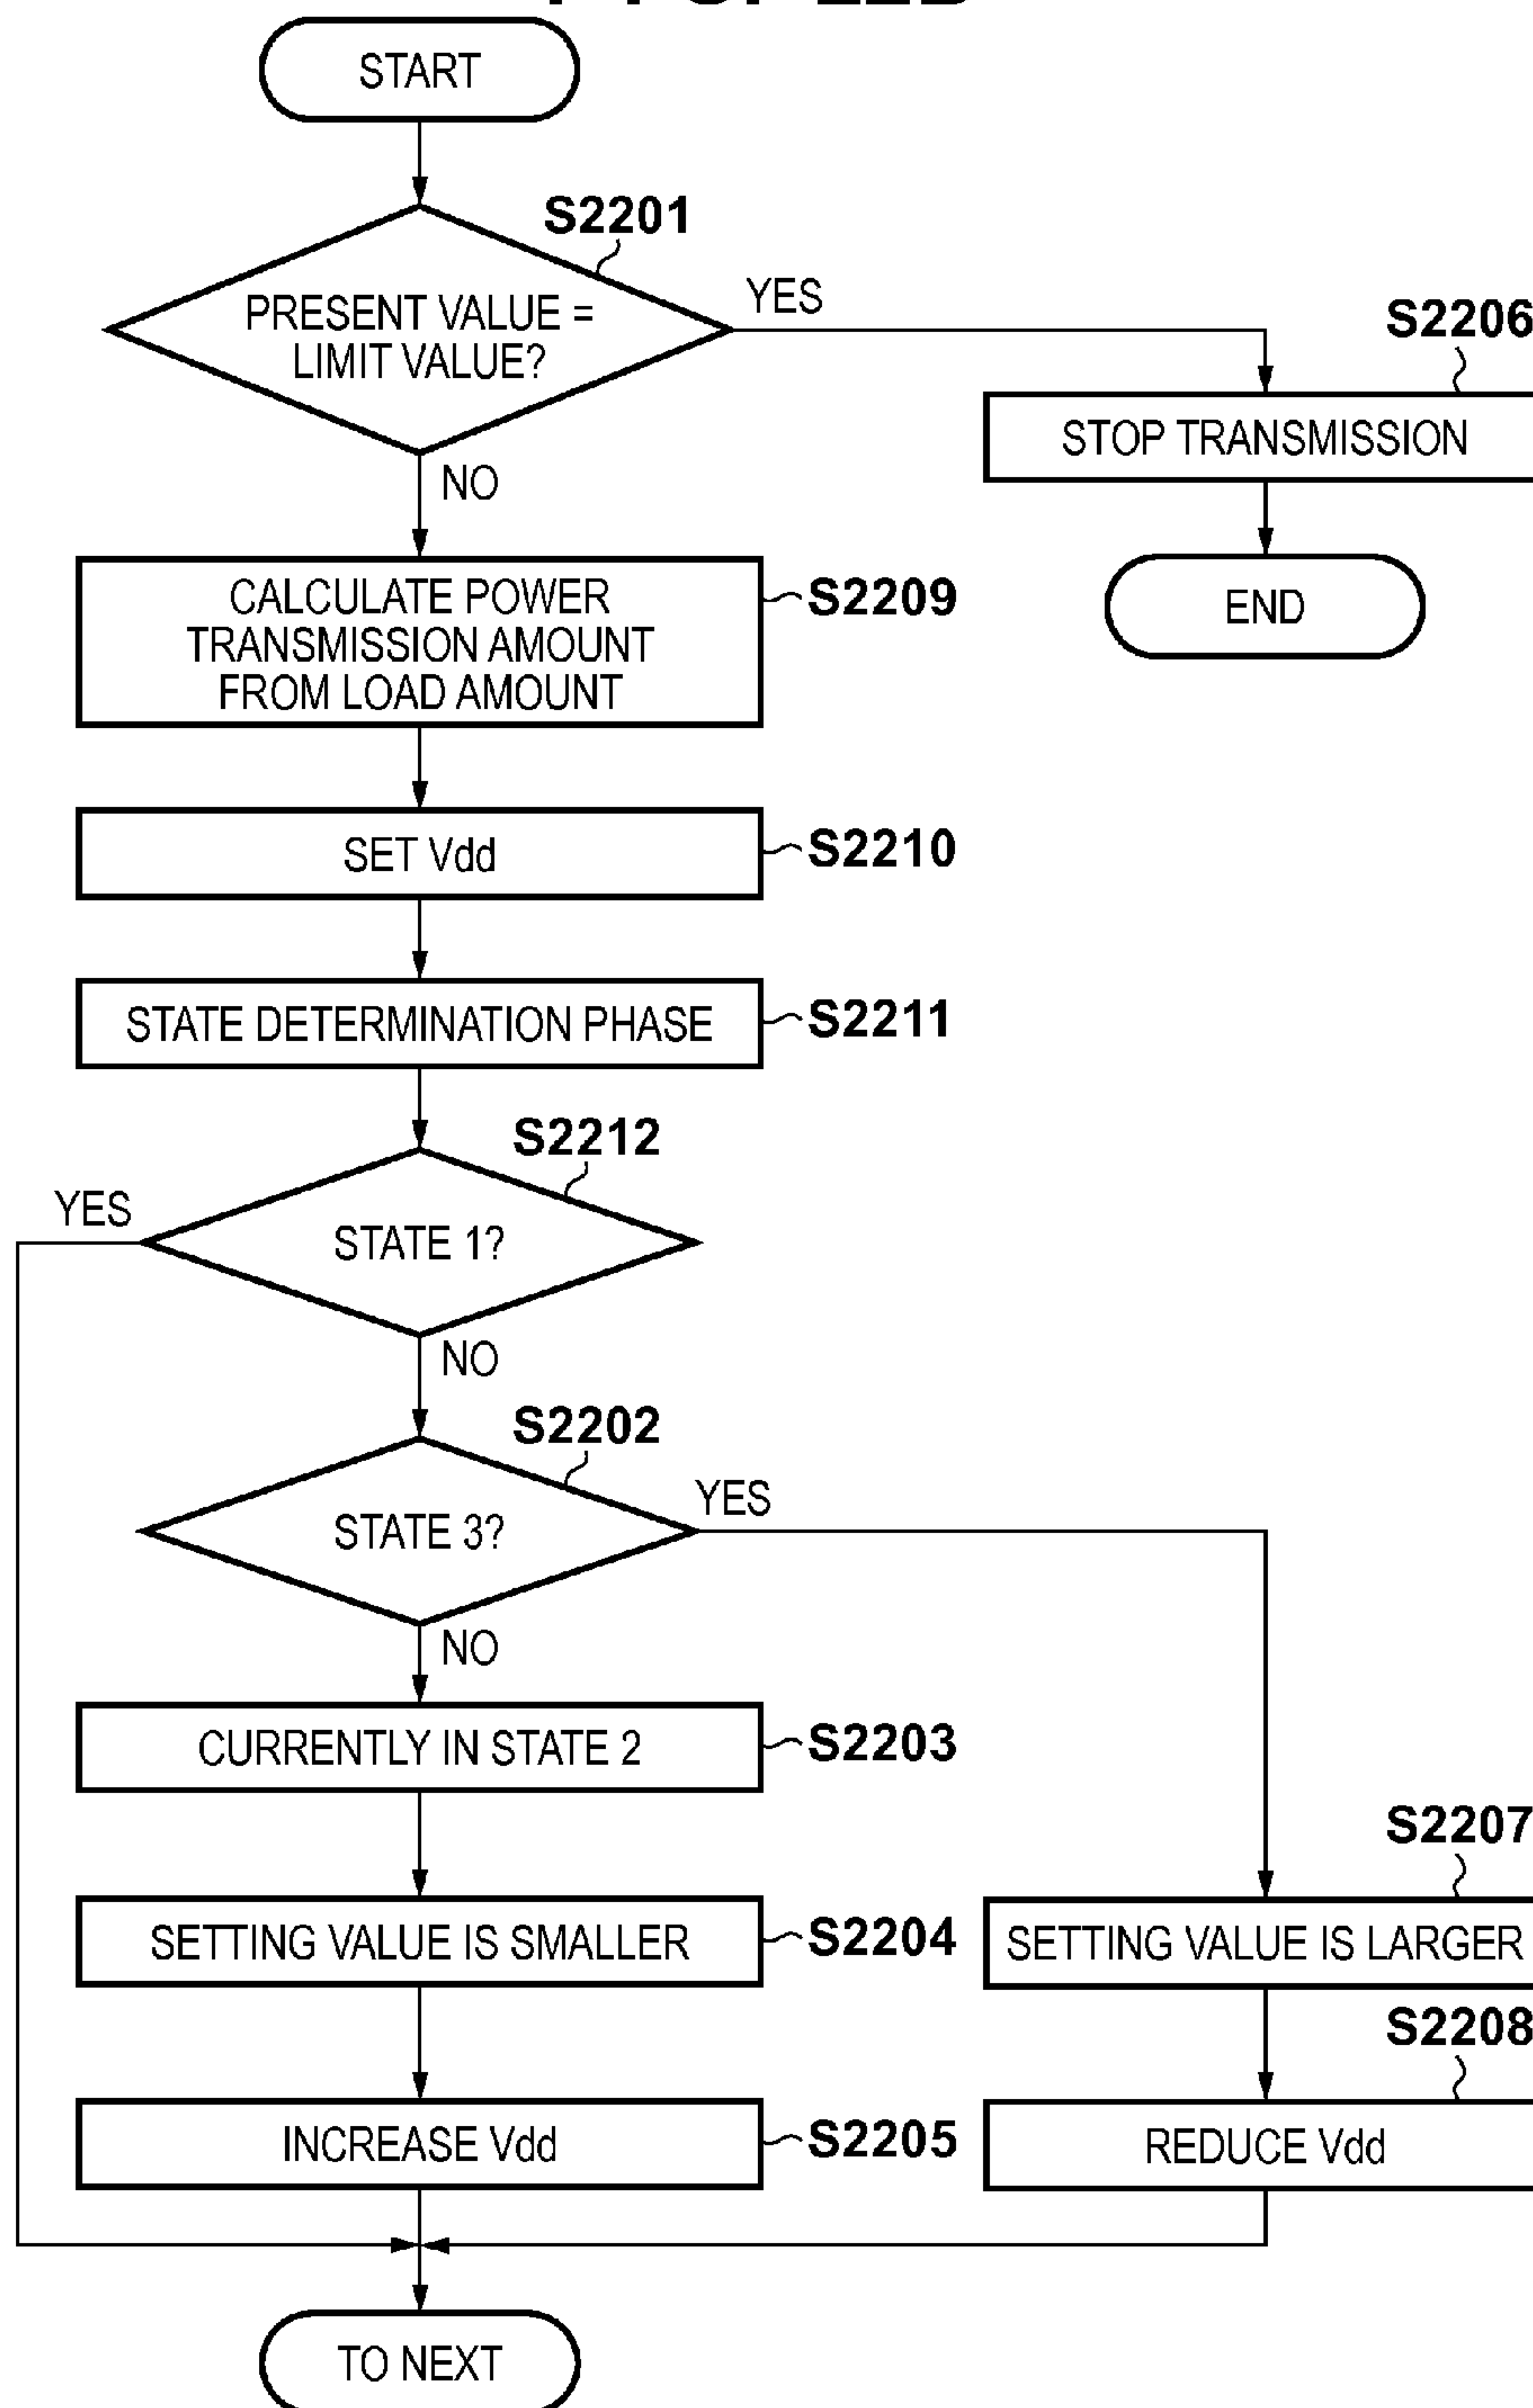 START
S2201
PRESENT VALUE =
LIMIT VALUE?
YES
S2206
STOP TRANSMISSION
NO
END
CALCULATE POWER
TRANSMISSION AMOUNT
FROM LOAD AMOUNT
S2209
SET Vdd
S2210
STATE DETERMINATION PHASE
S2211
S2212
YES
STATE 1?
NO
S2202
YES
STATE 3?
NO
CURRENTLY IN STATE 2
S2203
S2207
SETTING VALUE IS SMALLER
S2204
SETTING VALUE IS LARGER
S2208
INCREASE Vdd
S2205
REDUCE Vdd
TO NEXT